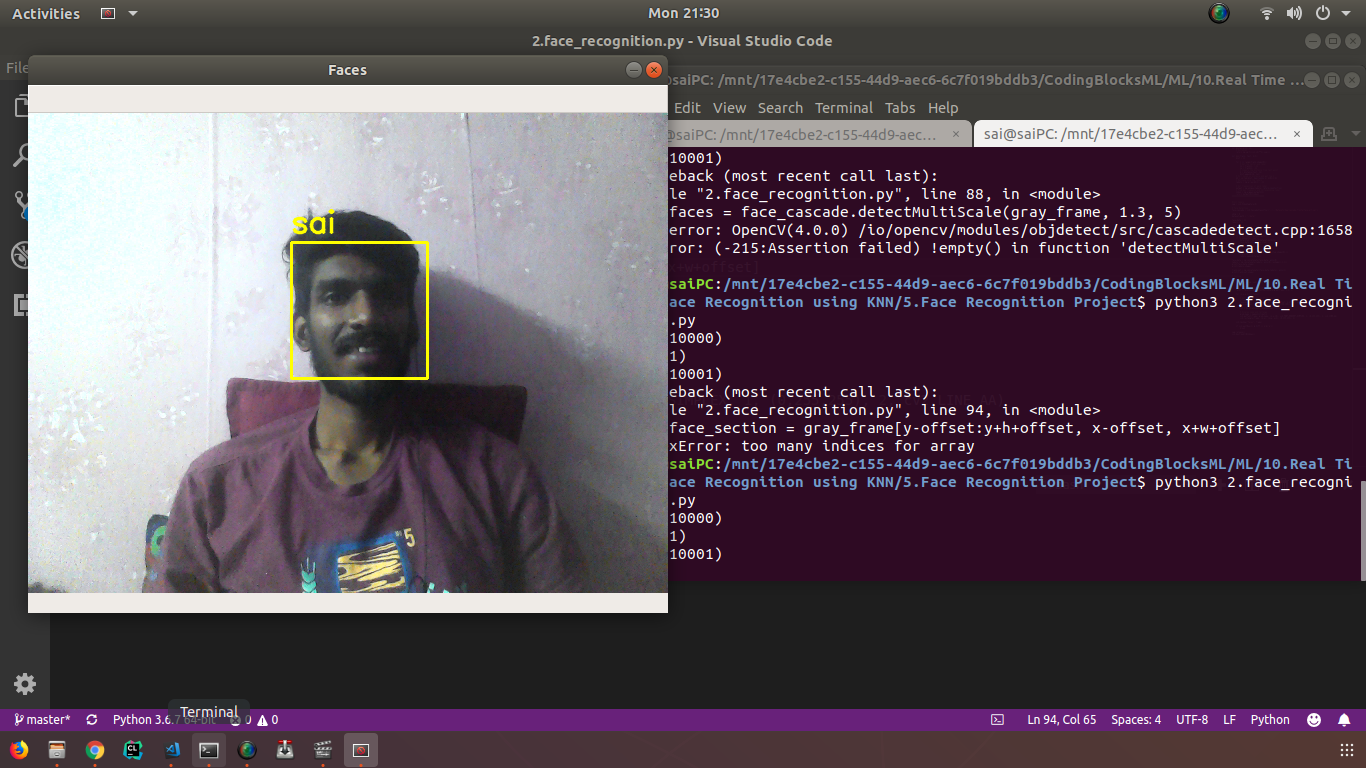 Activities
Mon 21:30
2.face_recognition.py - Visual Studio Code
File
Faces
@saiPC: /mnt/17e4cbe2-c155-44d9-aec6-6c7f019bddb3/CodingBlocksML/ML/10.Real Time ...
Edit View Search Terminal Tabs Help
@saiPC: /mnt/17e4cbe2-c155-44d9-aec...
sai@saiPC: /mnt/17e4cbe2-c155-44d9-aec...
10001)
eback (most recent call last):
le "2.face_recognition.py", line 88, in <module>
faces = face_cascade.detectMultiScale(gray_frame, 1.3, 5)
error: OpenCV(4.0.0) /io/opencv/modules/objdetect/src/cascadedetect.cpp:1658
ror: (-215:Assertion failed) !empty() in function 'detectMultiScale'
saiPC:/mnt/17e4cbe2-c155-44d9-aec6-6c7f019bddb3/CodingBlocksML/ML/10.Real Ti
ace Recognition using KNN/5.Face Recognition Project$ python3 2.face_recogni
.py
10000)
1)
10001)
eback (most recent call last):
le "2.face_recognition.py", line 94, in <module>
face_section = gray_frame[y-offset:y+h+offset, x-offset, x+w+offset]
xError: too many indices for array
saiPC:/mnt/17e4cbe2-c155-44d9-aec6-6c7f019bddb3/CodingBlocksML/ML/10.Real Ti
ace Recognition using KNN/5.Face Recognition Project$ python3 2.face_recogni
.py
10000)
1)
10001)
sai
5
Terminal
master* Python 3.6.7 64-bit 0 0
Ln 94, Col 65 Spaces: 4 UTF-8 LF Python
CL